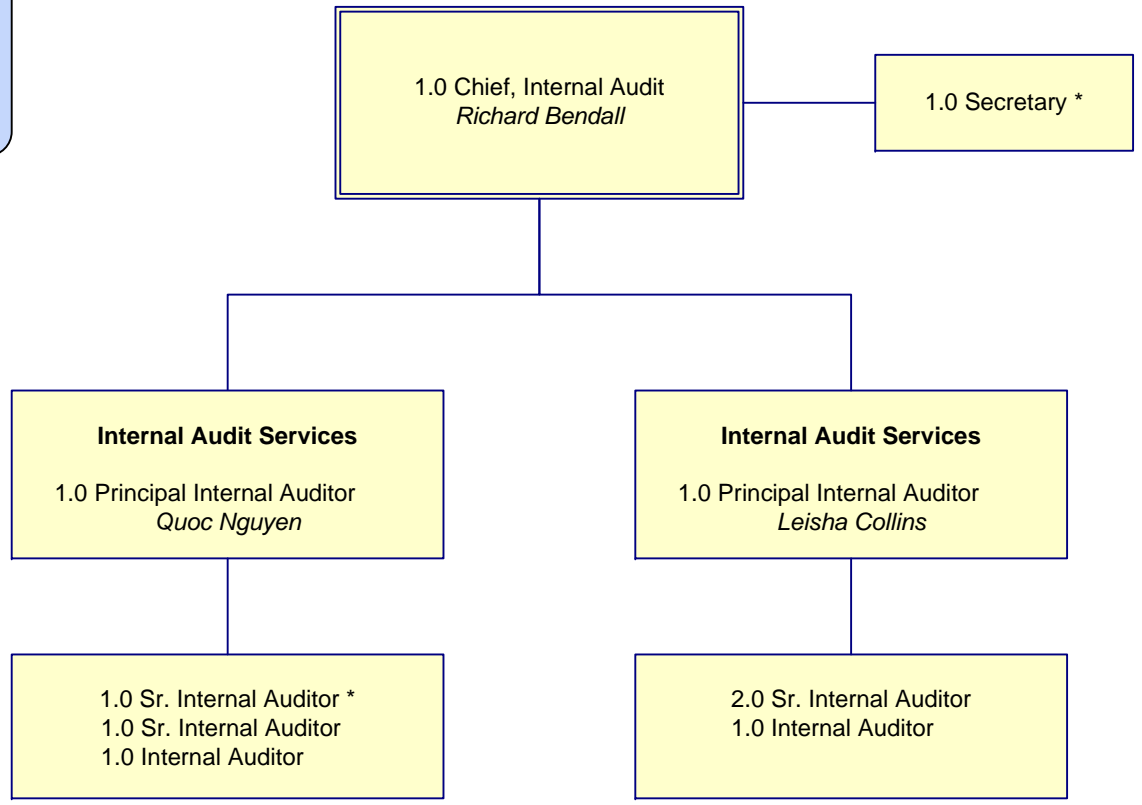 1.0 Chief, Internal Audit
Richard Bendall
1.0 Secretary *
Internal Audit Services
1.0 Principal Internal Auditor
Quoc Nguyen
Internal Audit Services
1.0 Principal Internal Auditor
Leisha Collins
1.0 Sr. Internal Auditor *
1.0 Sr. Internal Auditor
1.0 Internal Auditor
2.0 Sr. Internal Auditor
1.0 Internal Auditor